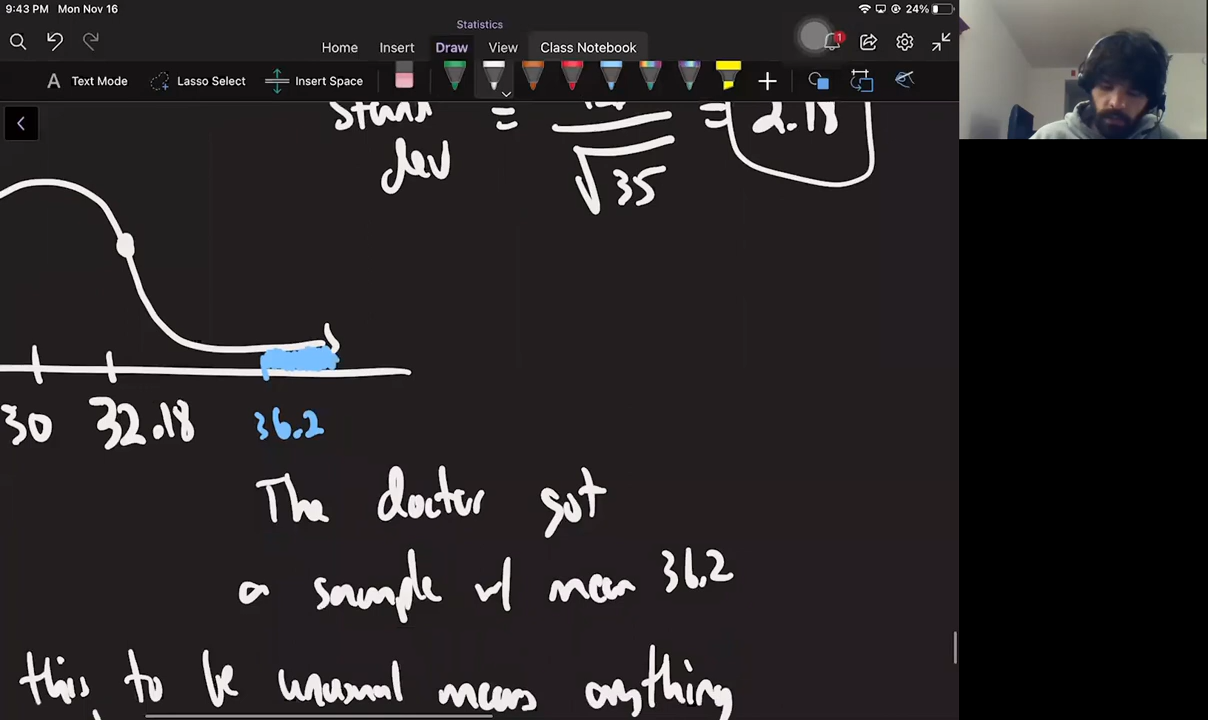 9:43 PM Mon Nov 16
24%
Statistics
1
Home Insert Draw View Class Notebook
A Text Mode Lasso Select Insert Space
= = 2.18
dev √35
30 32.18 36.2
The doctor got
a sample w/ mean 36.2
this to be unusual means anything